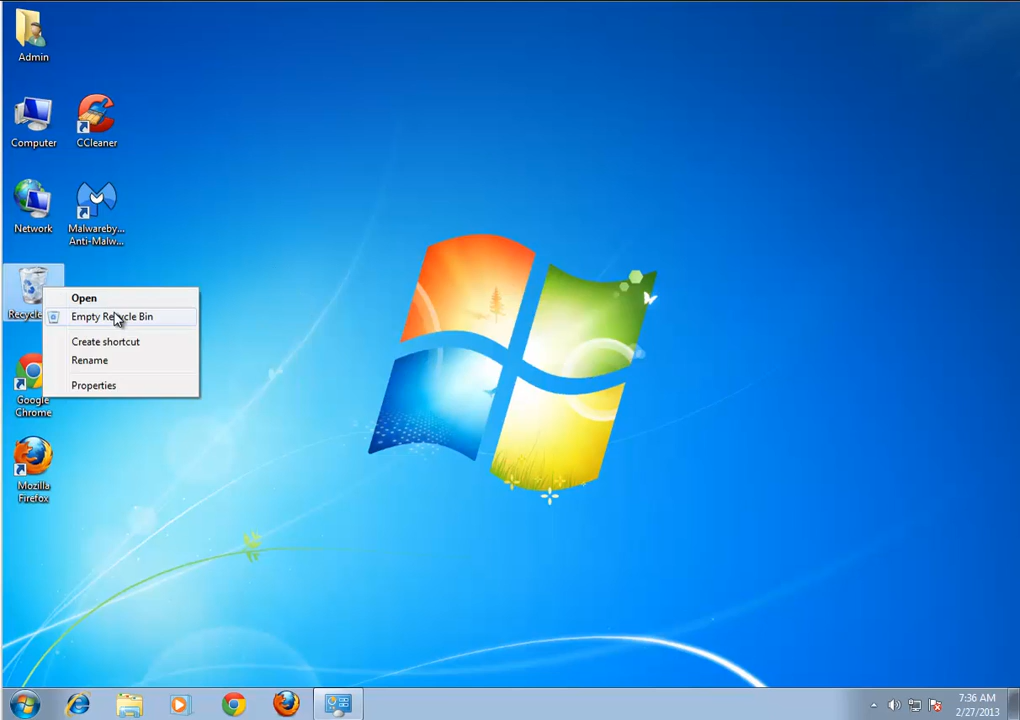 Admin
Computer
CCleaner
Network
Malwareby...
Anti-Malw...
Recycle
Open
Empty Recycle Bin
Create shortcut
Rename
Properties
Google
Chrome
Mozilla
Firefox
7:36 AM
2/27/2013